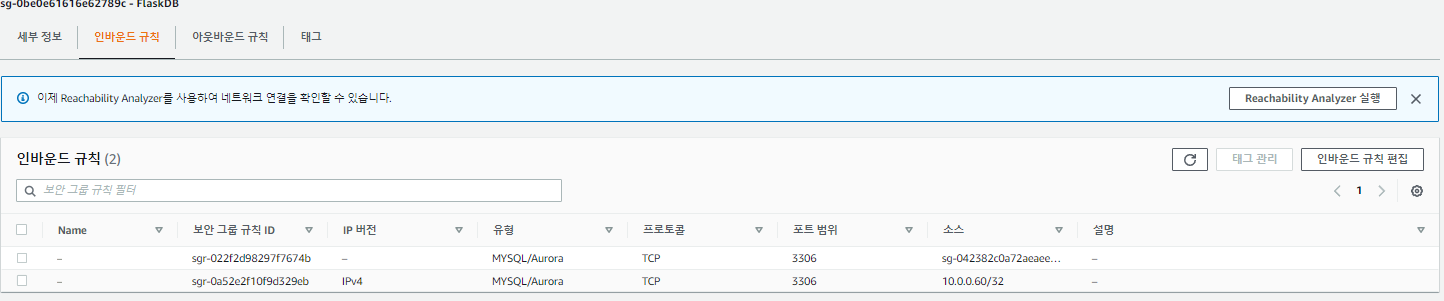 sg-0be0e61616e62789c - FlaskDB
세부 정보 인바운드 규칙 아웃바운드 규칙 태그
이제 Reachability Analyzer를 사용하여 네트워크 연결을 확인할 수 있습니다. Reachability Analyzer 실행
인바운드 규칙 (2) 태그 관리 인바운드 규칙 편집
보안 그룹 규칙 필터 1
Name 보안 그룹 규칙 ID IP 버전 유형 프로토콜 포트 범위 소스 설명
– sgr-022f2d98297f7674b – MYSQL/Aurora TCP 3306 sg-042382c0a72aeaee... –
– sgr-0a52e2f10f9d329eb IPv4 MYSQL/Aurora TCP 3306 10.0.0.60/32 –